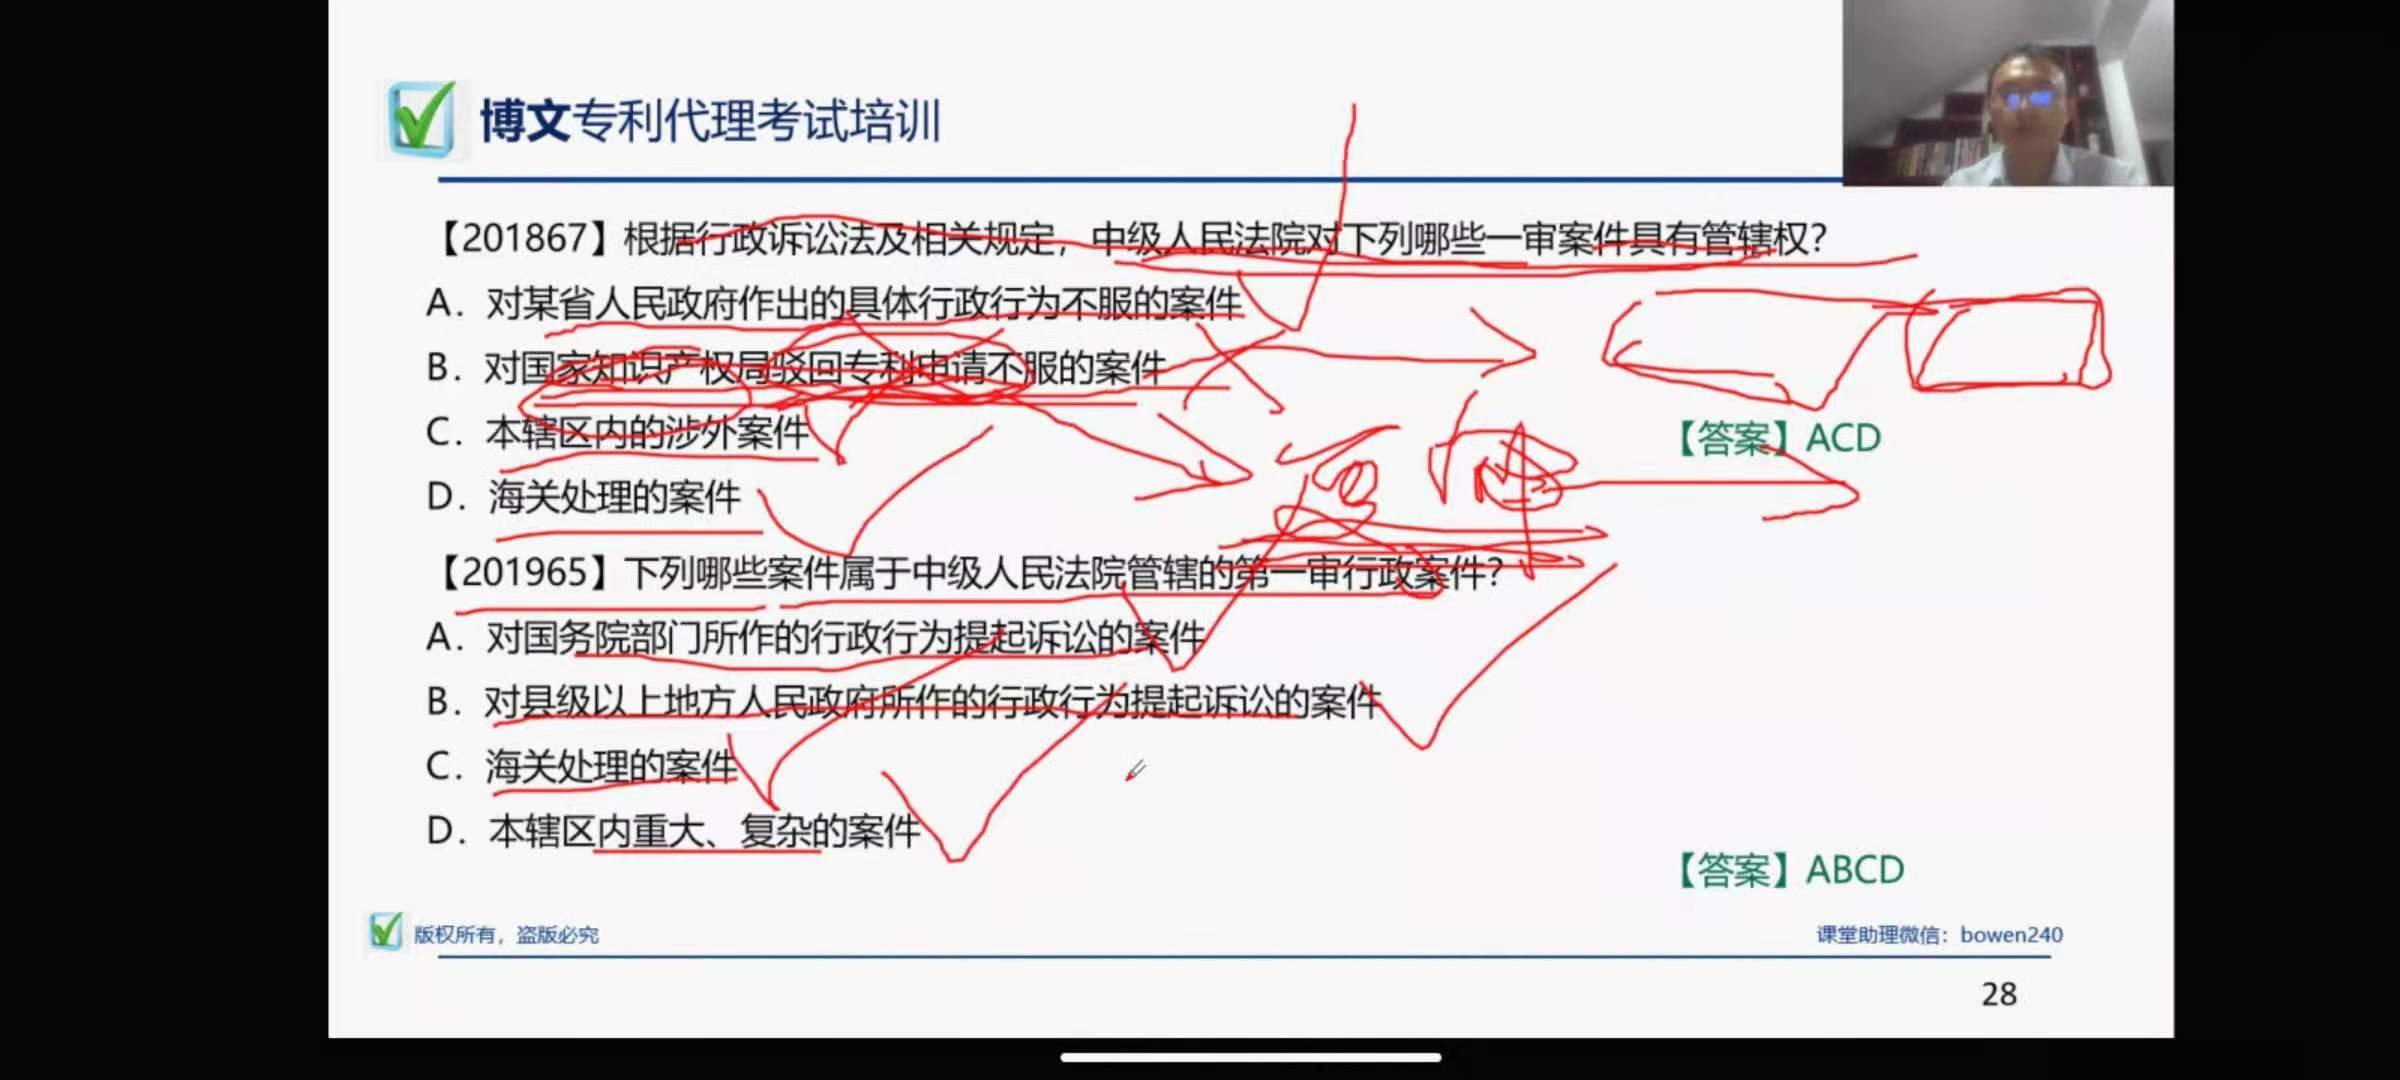 博文专利代理考试培训
【201867】根据行政诉讼法及相关规定，中级人民法院对下列哪些一审案件具有管辖权？
A. 对某省人民政府作出的具体行政行为不服的案件
B. 对国家知识产权局驳回专利申请不服的案件
C. 本辖区内的涉外案件
【答案】ACD
D. 海关处理的案件
【201965】下列哪些案件属于中级人民法院管辖的第一审行政案件？
A. 对国务院部门所作的行政行为提起诉讼的案件
B. 对县级以上地方人民政府所作的行政行为提起诉讼的案件
C. 海关处理的案件
D. 本辖区内重大、复杂的案件
【答案】ABCD
版权所有，盗版必究
课堂助理微信：bowen240
28